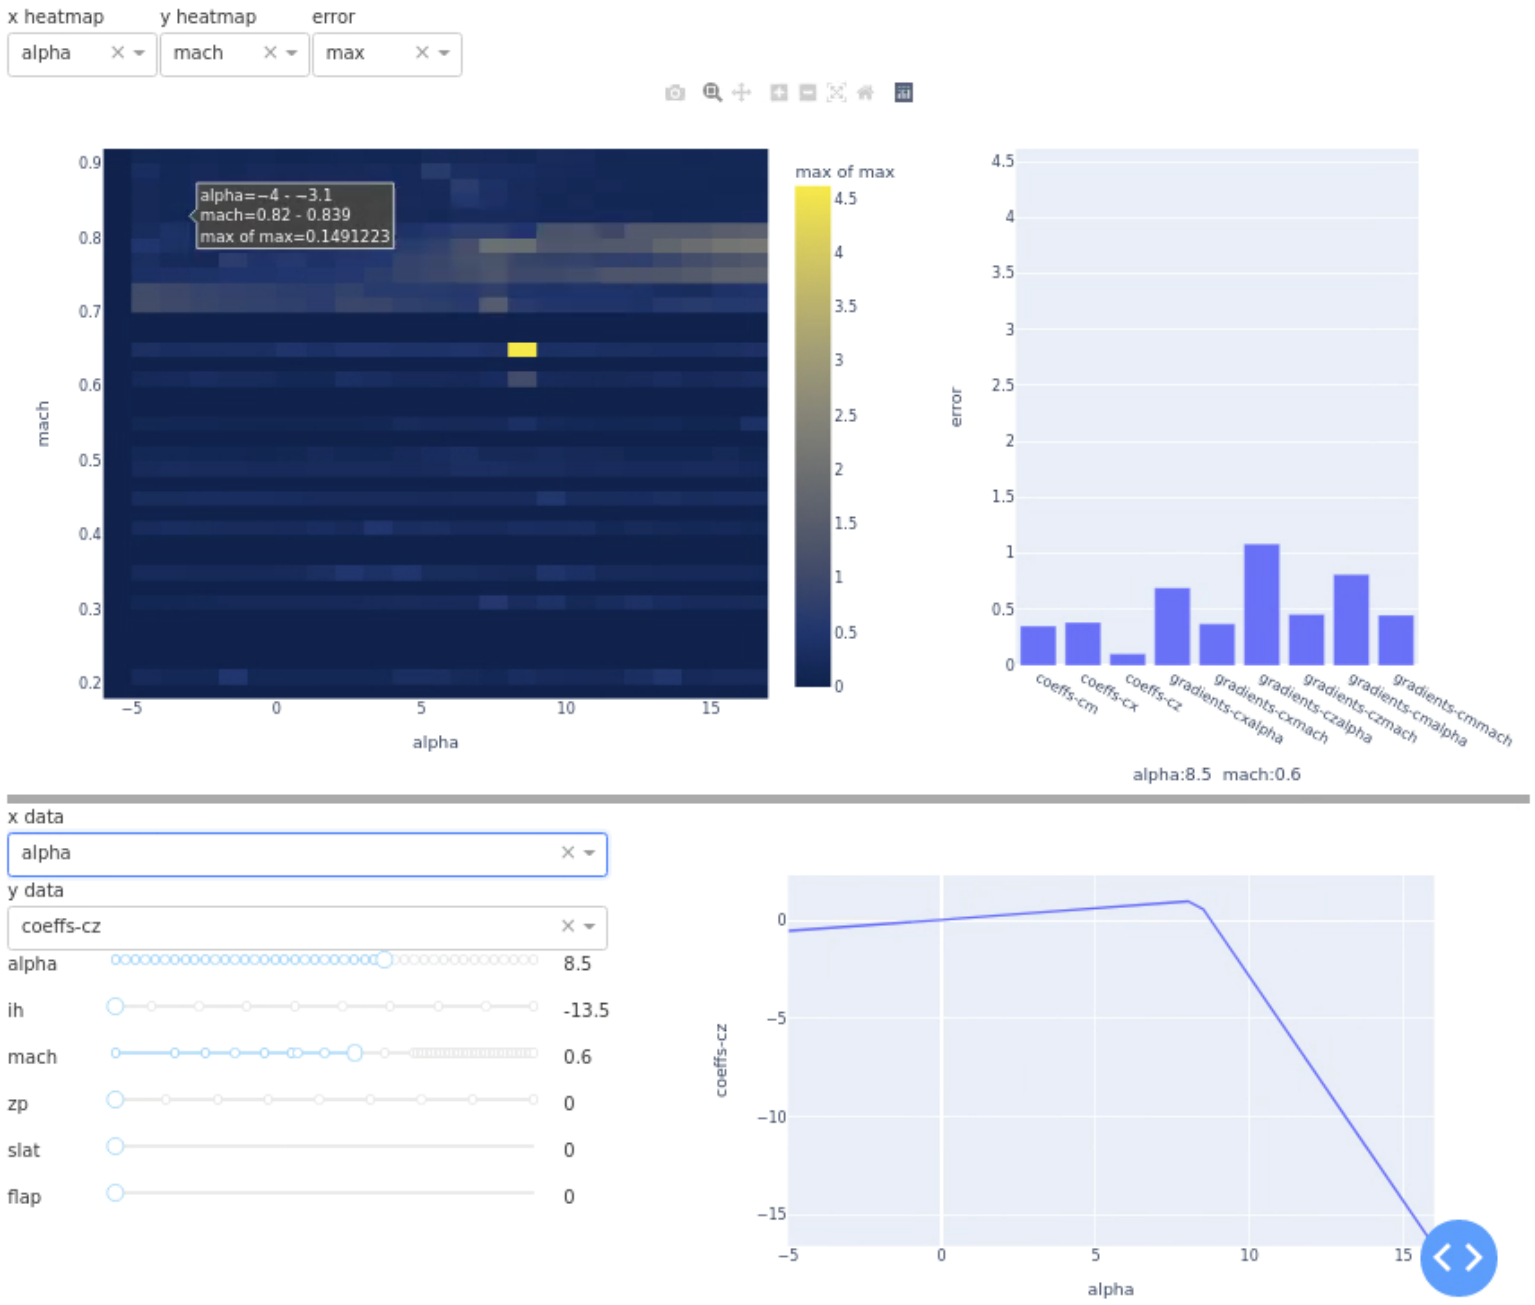 x heatmap y heatmap error
alpha mach max
max of max
0.9
0.8
0.7
0.6
0.5
0.4
0.3
0.2
−5 0 5 10 15
alpha
mach
alpha=−4 - −3.1
mach=0.82 - 0.839
max of max=0.1491223
4.5
4
3.5
3
2.5
2
1.5
1
0.5
0
4.5
4
3.5
3
2.5
2
1.5
1
0.5
0
error
coeffs-cm
coeffs-cx
coeffs-cz
gradients-cxalpha
gradients-cxmach
gradients-czalpha
gradients-czmach
gradients-cmalpha
gradients-cmmach
alpha:8.5 mach:0.6
x data
alpha
y data
coeffs-cz
alpha 8.5
ih -13.5
mach 0.6
zp 0
slat 0
flap 0
0
−5
−10
−15
coeffs-cz
−5 0 5 10 15
alpha